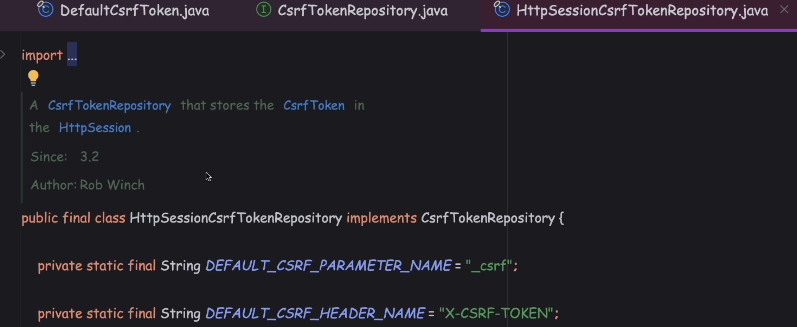 DefaultCsrfToken.java CsrfTokenRepository.java HttpSessionCsrfTokenRepository.java
import ...
A CsrfTokenRepository that stores the CsrfToken in
the HttpSession .
Since: 3.2
Author: Rob Winch
public final class HttpSessionCsrfTokenRepository implements CsrfTokenRepository {
private static final String DEFAULT_CSRF_PARAMETER_NAME = "_csrf";
private static final String DEFAULT_CSRF_HEADER_NAME = "X-CSRF-TOKEN";